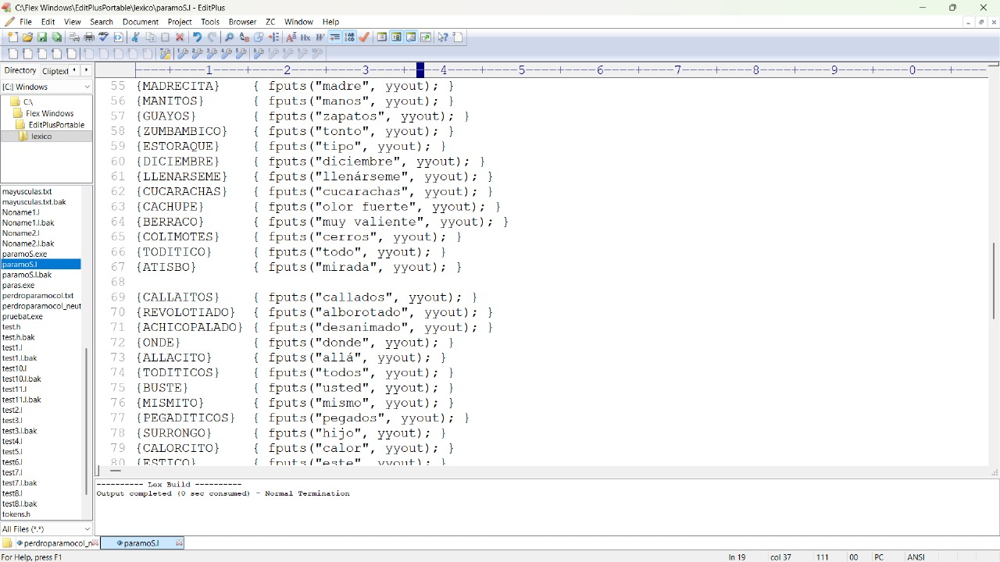 C:\Flex Windows\EditPlusPortable\lexico\paramoS.l - EditPlus
File Edit View Search Document Project Tools Browser ZC Window Help
Directory Cliptext
[C:] Windows
C:\
Flex Windows
EditPlusPortable
lexico
mayusculas.txt
mayusculas.txt.bak
Noname1.l
Noname1.l.bak
Noname2.l
Noname2.l.bak
paramoS.exe
paramoS.l
paramoS.l.bak
paras.exe
perdroparamocol.txt
perdroparamocol_neut
pruebat.exe
test.h
test.h.bak
test1.l
test1.l.bak
test10.l
test10.l.bak
test11.l
test11.l.bak
test2.l
test3.l
test3.l.bak
test4.l
test5.l
test6.l
test7.l
test7.l.bak
test8.l
test8.l.bak
tokens.h
All Files (*.*)
----+----1----+----2----+----3----+----4----+----5----+----6----+----7----+----8----+----9----+----0----+----
55 {MADRECITA} { fputs("madre", yyout); }
56 {MANITOS} { fputs("manos", yyout); }
57 {GUAYOS} { fputs("zapatos", yyout); }
58 {ZUMBAMBICO} { fputs("tonto", yyout); }
59 {ESTORAQUE} { fputs("tipo", yyout); }
60 {DICIEMBRE} { fputs("diciembre", yyout); }
61 {LLENARSEME} { fputs("llenárseme", yyout); }
62 {CUCARACHAS} { fputs("cucarachas", yyout); }
63 {CACHUPE} { fputs("olor fuerte", yyout); }
64 {BERRACO} { fputs("muy valiente", yyout); }
65 {COLIMOTES} { fputs("cerros", yyout); }
66 {TODITICO} { fputs("todo", yyout); }
67 {ATISBO} { fputs("mirada", yyout); }
68
69 {CALLAITOS} { fputs("callados", yyout); }
70 {REVOLOTIADO} { fputs("alborotado", yyout); }
71 {ACHICOPALADO} { fputs("desanimado", yyout); }
72 {ONDE} { fputs("donde", yyout); }
73 {ALLACITO} { fputs("allá", yyout); }
74 {TODITICOS} { fputs("todos", yyout); }
75 {BUSTE} { fputs("usted", yyout); }
76 {MISMITO} { fputs("mismo", yyout); }
77 {PEGADITICOS} { fputs("pegados", yyout); }
78 {SURRONGO} { fputs("hijo", yyout); }
79 {CALORCITO} { fputs("calor", yyout); }
80 {ESTICO} { fputs("este", yyout); }
---------- Lex Build ----------
Output completed (0 sec consumed) - Normal Termination
perdroparamocol_n paramoS.l
For Help, press F1 ln 19 col 37 111 00 PC ANSI